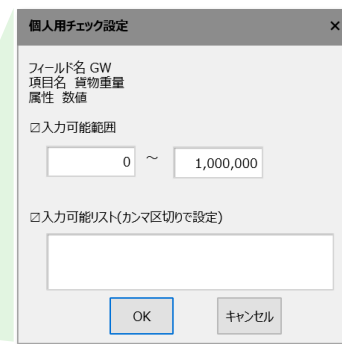 個人用チェック設定 ×
フィールド名 GW
項目名 貨物重量
属性 数値
☑入力可能範囲
0 ～ 1,000,000
☑入力可能リスト(カンマ区切りで設定)
OK キャンセル